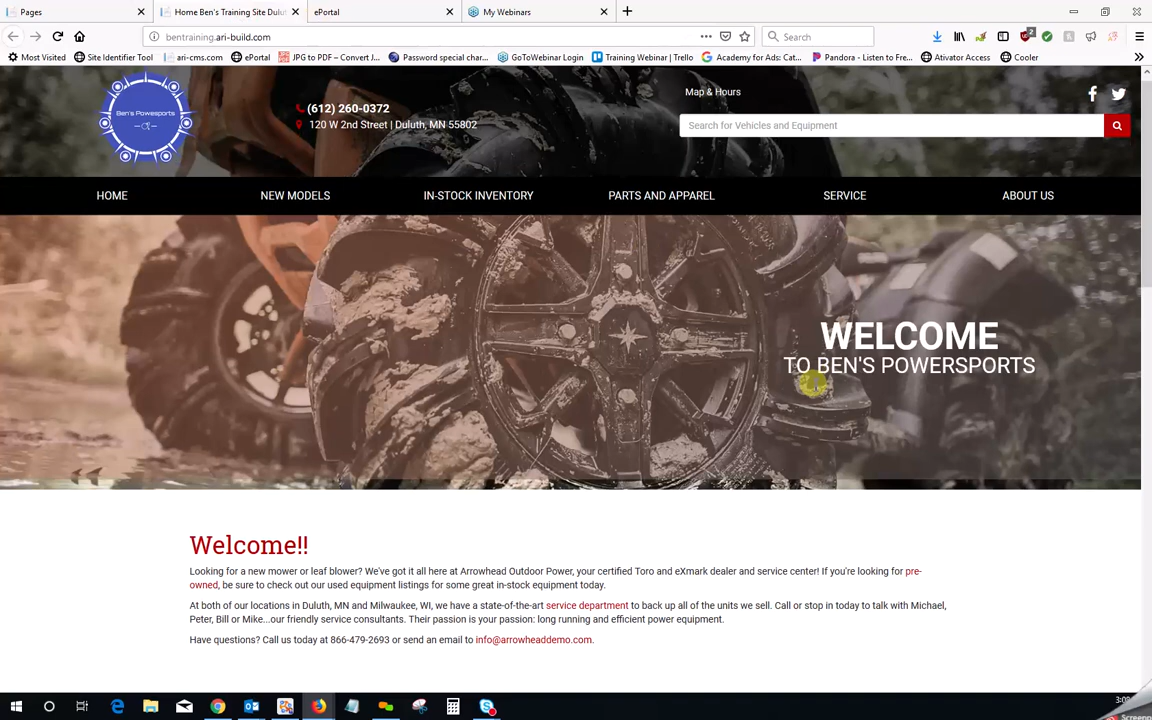 Pages
Home Ben's Training Site Dulu
ePortal
My Webinars
bentraining.ari-build.com
Search
Most Visited
Site Identifier Tool
ari-cms.com
ePortal
JPG to PDF – Convert J...
Password special char...
GoToWebinar Login
Training Webinar | Trello
Academy for Ads: Cat...
Pandora - Listen to Fre...
Ativator Access
Cooler
Ben's Powesports
(612) 260-0372
120 W 2nd Street | Duluth, MN 55802
Map & Hours
Search for Vehicles and Equipment
HOME
NEW MODELS
IN-STOCK INVENTORY
PARTS AND APPAREL
SERVICE
ABOUT US
WELCOME
TO BEN'S POWERSPORTS
Welcome!!
Looking for a new mower or leaf blower? We've got it all here at Arrowhead Outdoor Power, your certified Toro and eXmark dealer and service center! If you're looking for pre-
owned, be sure to check out our used equipment listings for some great in-stock equipment today.
At both of our locations in Duluth, MN and Milwaukee, WI, we have a state-of-the-art service department to back up all of the units we sell. Call or stop in today to talk with Michael,
Peter, Bill or Mike...our friendly service consultants. Their passion is your passion: long running and efficient power equipment.
Have questions? Call us today at 866-479-2693 or send an email to info@arrowheaddemo.com.